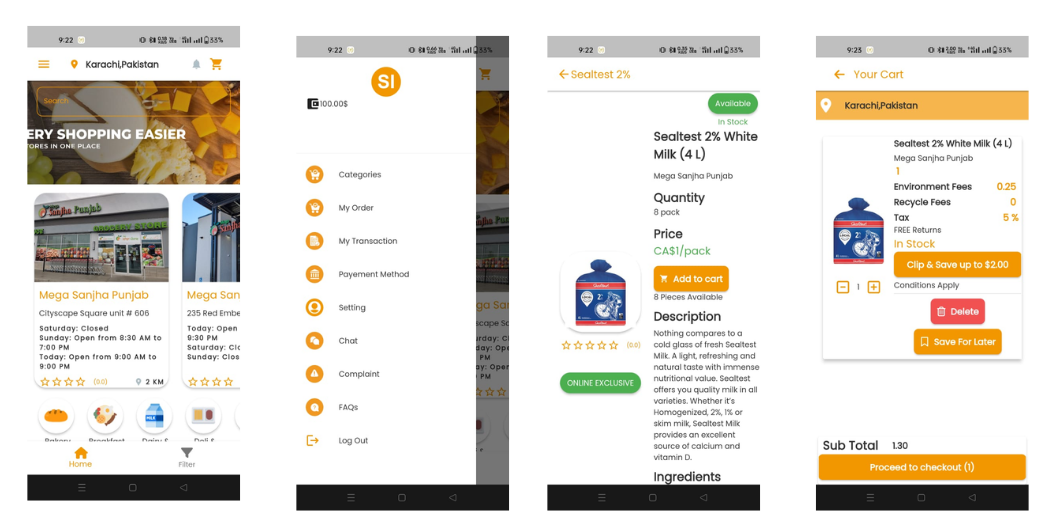 9:22
33%
Karachi,Pakistan
Search
ERY SHOPPING EASIER
TORES IN ONE PLACE
Sanjha Punjab
GROCERY STORE
Mega Sanjha Punjab
Cityscape Square unit # 606
Saturday: Closed
Sunday: Open from 8:30 AM to
7:00 PM
Today: Open from 9:00 AM to
9:00 PM
(0.0)
2 KM
Mega San
235 Red Embe
Today: Open
9:30 PM
Saturday: Clo
Sunday: Clos
Bakery
Breakfast
Dairy &
Deli &
Home
Filter
9:22
33%
SI
100.00$
Categories
My Order
My Transaction
Payement Method
Setting
Chat
Complaint
FAQs
Log Out
9:22
33%
Sealtest 2%
Available
In Stock
Sealtest 2% White
Milk (4 L)
Mega Sanjha Punjab
Quantity
8 pack
Price
CA$1/pack
Add to cart
8 Pieces Available
(0.0)
ONLINE EXCLUSIVE
Description
Nothing compares to a
cold glass of fresh Sealtest
Milk. A light, refreshing and
natural taste with immense
nutritional value. Sealtest
offers you quality milk in all
varieties. Whether it's
Homogenized, 2%, 1% or
skim milk, Sealtest Milk
provides an excellent
source of calcium and
vitamin D.
Ingredients
9:23
33%
Your Cart
Karachi,Pakistan
Sealtest 2% White Milk (4 L)
Mega Sanjha Punjab
1
Environment Fees 0.25
Recycle Fees 0
Tax 5 %
FREE Returns
In Stock
Clip & Save up to $2.00
1
Conditions Apply
Delete
Save For Later
Sub Total 1.30
Proceed to checkout (1)